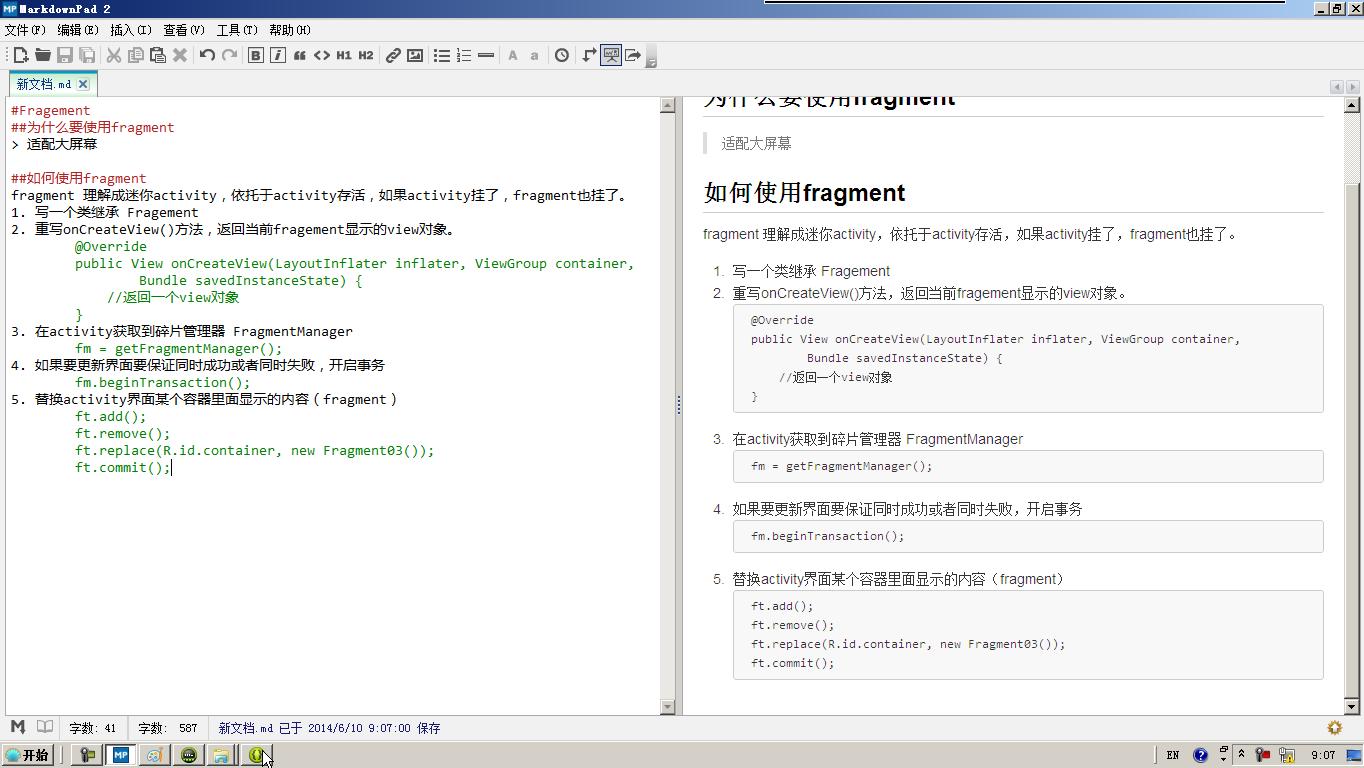 MarkdownPad 2
文件(F) 编辑(E) 插入(I) 查看(V) 工具(T) 帮助(H)
B i H1 H2 A a
新文档.md
#Fragement
##为什么要使用fragment
> 适配大屏幕
##如何使用fragment
fragment 理解成迷你activity，依托于activity存活，如果activity挂了，fragment也挂了。
1. 写一个类继承 Fragement
2. 重写onCreateView()方法，返回当前fragement显示的view对象。
@Override
public View onCreateView(LayoutInflater inflater, ViewGroup container,
Bundle savedInstanceState) {
//返回一个view对象
}
3. 在activity获取到碎片管理器 FragmentManager
fm = getFragmentManager();
4. 如果要更新界面要保证同时成功或者同时失败，开启事务
fm.beginTransaction();
5. 替换activity界面某个容器里面显示的内容（fragment）
ft.add();
ft.remove();
ft.replace(R.id.container, new Fragment03());
ft.commit();
为什么要使用fragment
适配大屏幕
如何使用fragment
fragment 理解成迷你activity，依托于activity存活，如果activity挂了，fragment也挂了。
1. 写一个类继承 Fragement
2. 重写onCreateView()方法，返回当前fragement显示的view对象。
@Override
public View onCreateView(LayoutInflater inflater, ViewGroup container,
Bundle savedInstanceState) {
//返回一个view对象
}
3. 在activity获取到碎片管理器 FragmentManager
fm = getFragmentManager();
4. 如果要更新界面要保证同时成功或者同时失败，开启事务
fm.beginTransaction();
5. 替换activity界面某个容器里面显示的内容（fragment）
ft.add();
ft.remove();
ft.replace(R.id.container, new Fragment03());
ft.commit();
字数: 41 字数: 587 新文档.md 已于 2014/6/10 9:07:00 保存
开始 MP EN 9:07